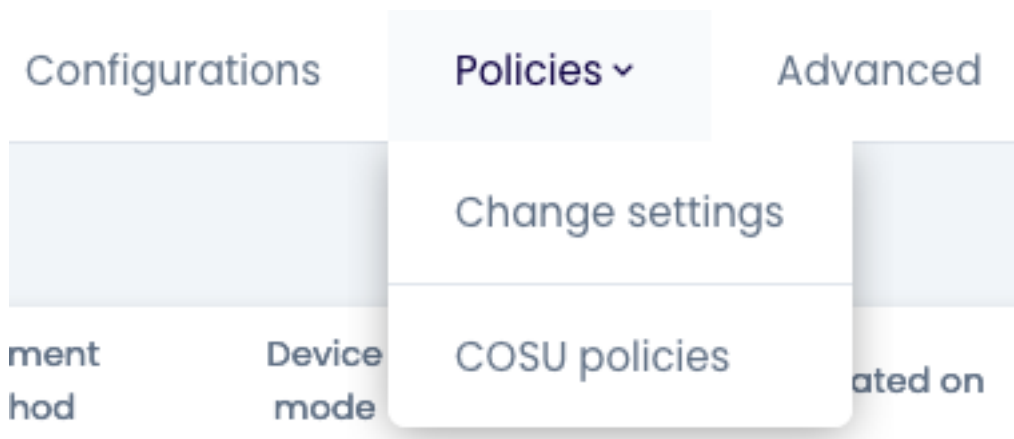 Configurations Policies Advanced
Change settings
COSU policies
ment Device
hod mode
ated on